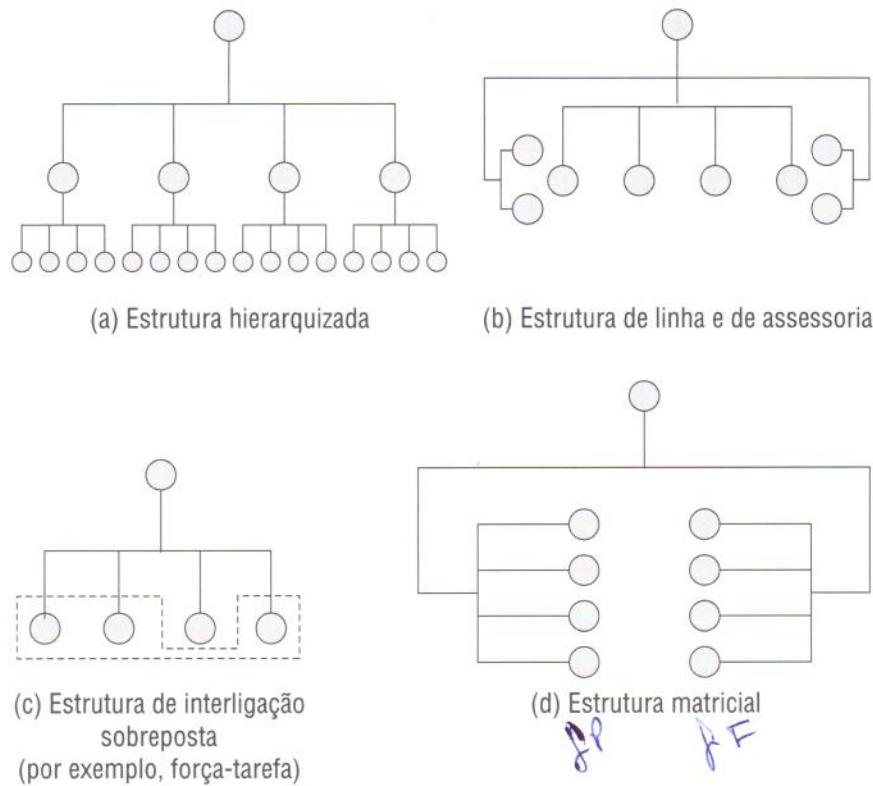 (a) Estrutura hierarquizada
(b) Estrutura de linha e de assessoria
(c) Estrutura de interligação
sobreposta
(por exemplo, força-tarefa)
(d) Estrutura matricial